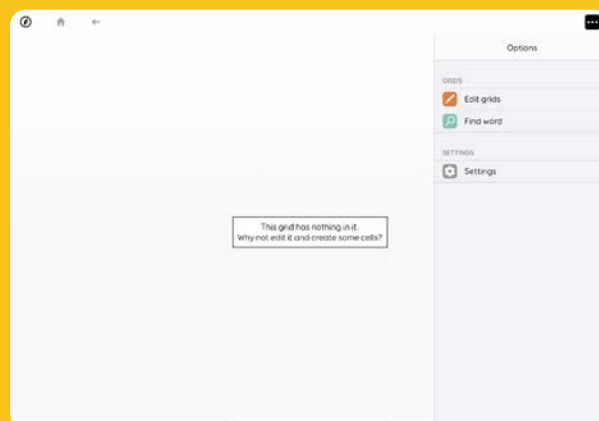 Options
GRIDS
Edit grids
Find word
SETTINGS
Settings
This grid has nothing in it.
Why not edit it and create some cells?